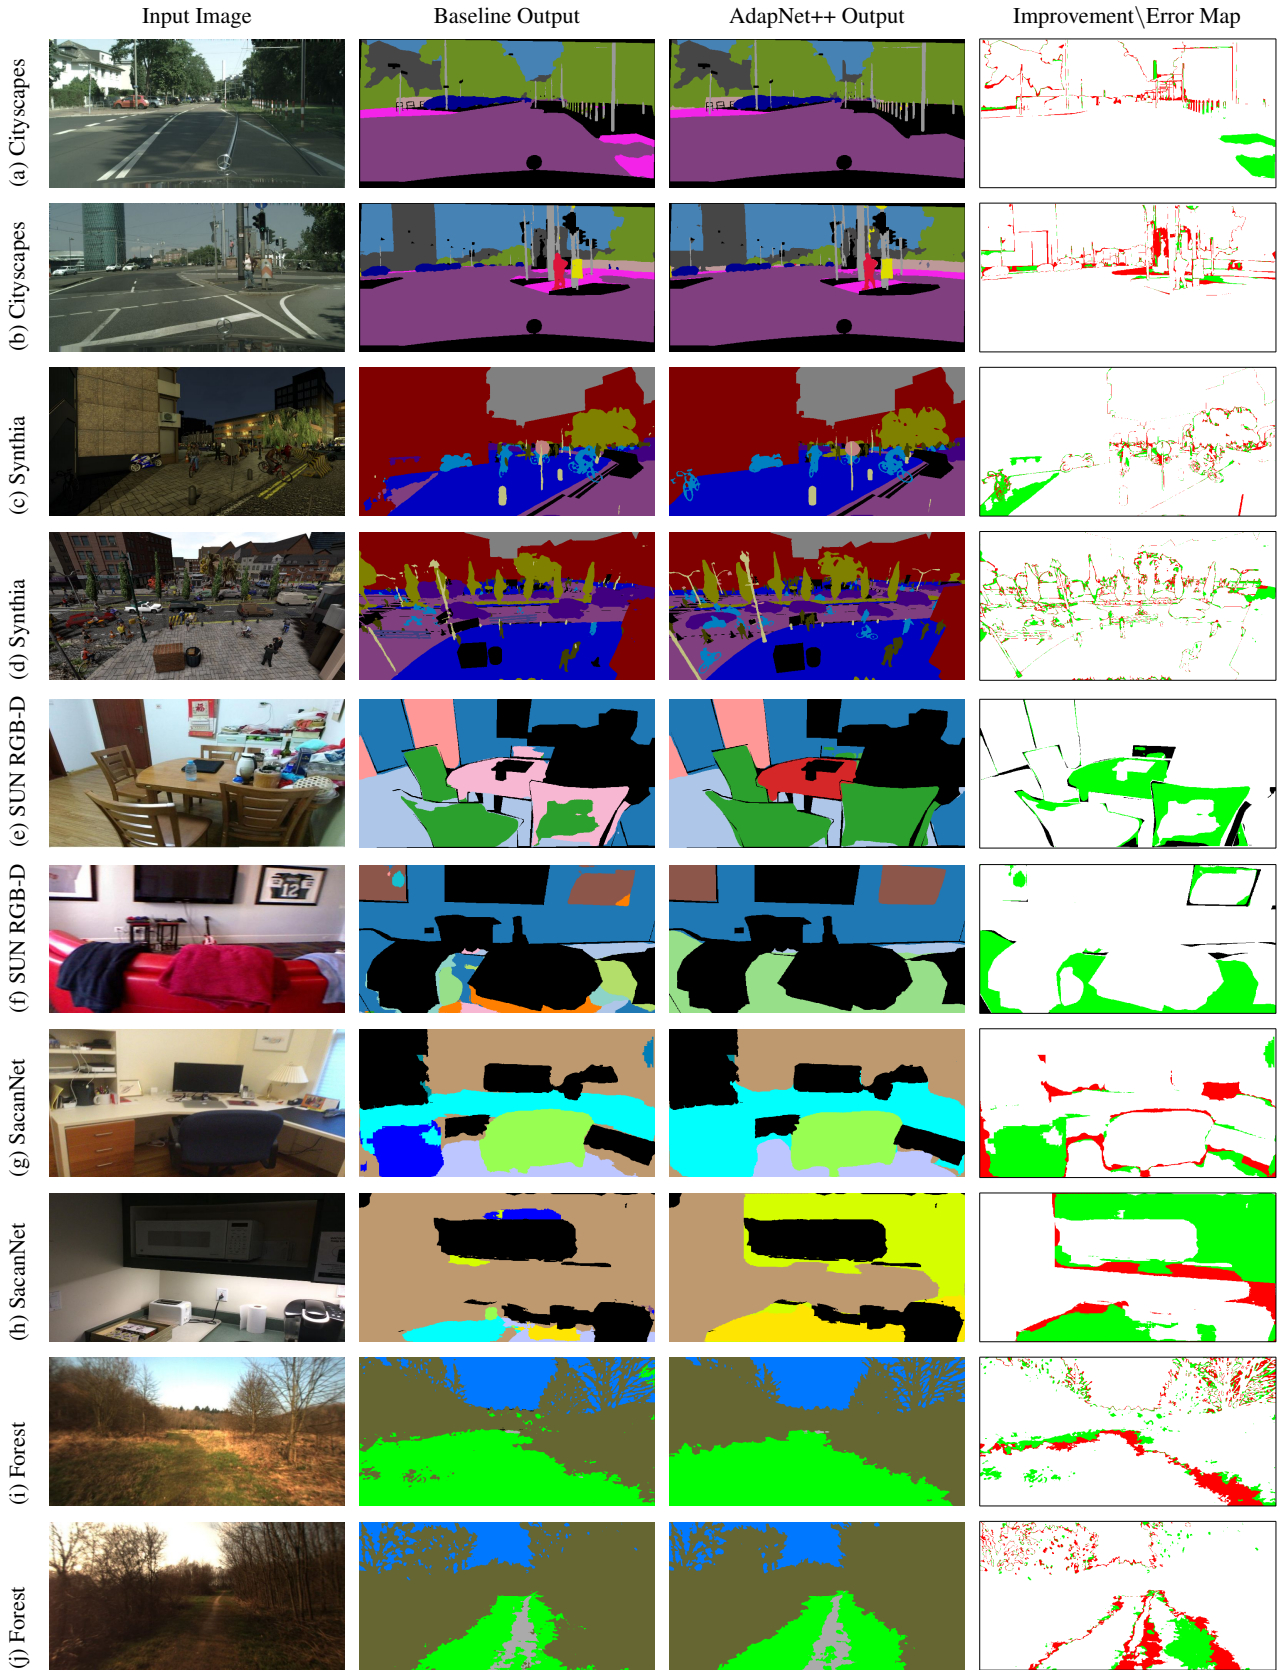 Input Image Baseline Output AdapNet++ Output Improvement\Error Map
(a) Cityscapes
(b) Cityscapes
(c) Synthia
(d) Synthia
(e) SUN RGB-D
(f) SUN RGB-D
(g) SacanNet
(h) SacanNet
(i) Forest
(j) Forest
12